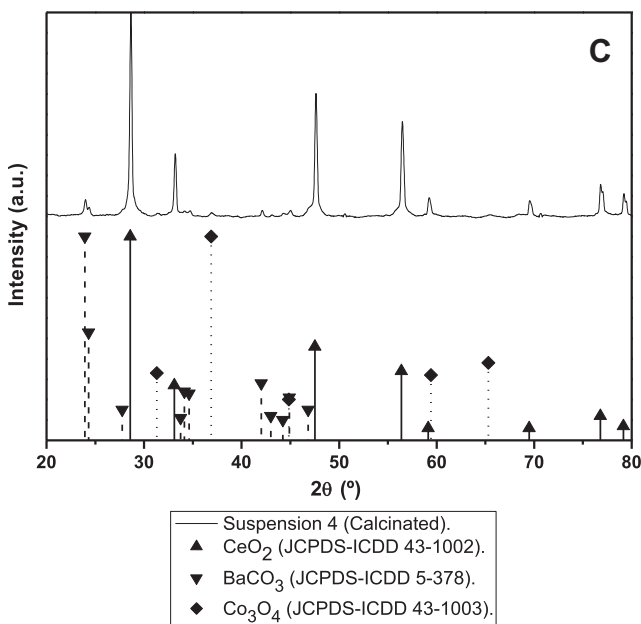 C
Intensity (a.u.)
20 30 40 50 60 70 80
2θ (º)
Suspension 4 (Calcinated).
CeO₂ (JCPDS-ICDD 43-1002).
BaCO₃ (JCPDS-ICDD 5-378).
Co₃O₄ (JCPDS-ICDD 43-1003).